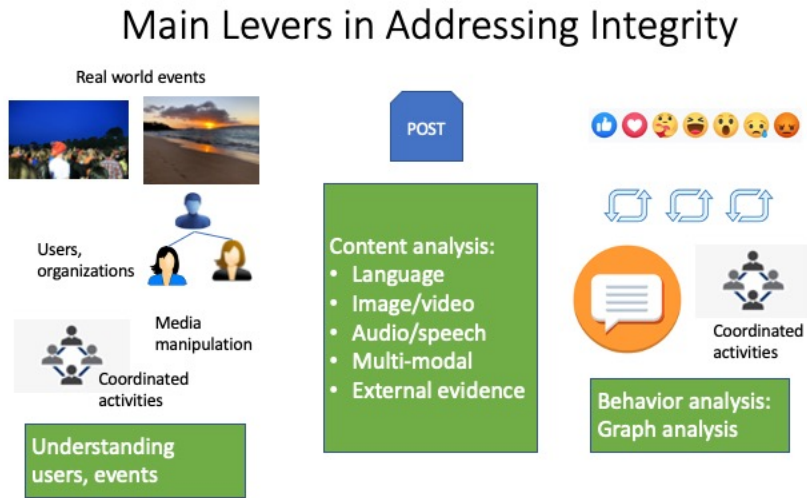 Main Levers in Addressing Integrity
Real world events
Users,
organizations
Media
manipulation
Coordinated
activities
Understanding
users, events
POST
Content analysis:
• Language
• Image/video
• Audio/speech
• Multi-modal
• External evidence
Coordinated
activities
Behavior analysis:
Graph analysis